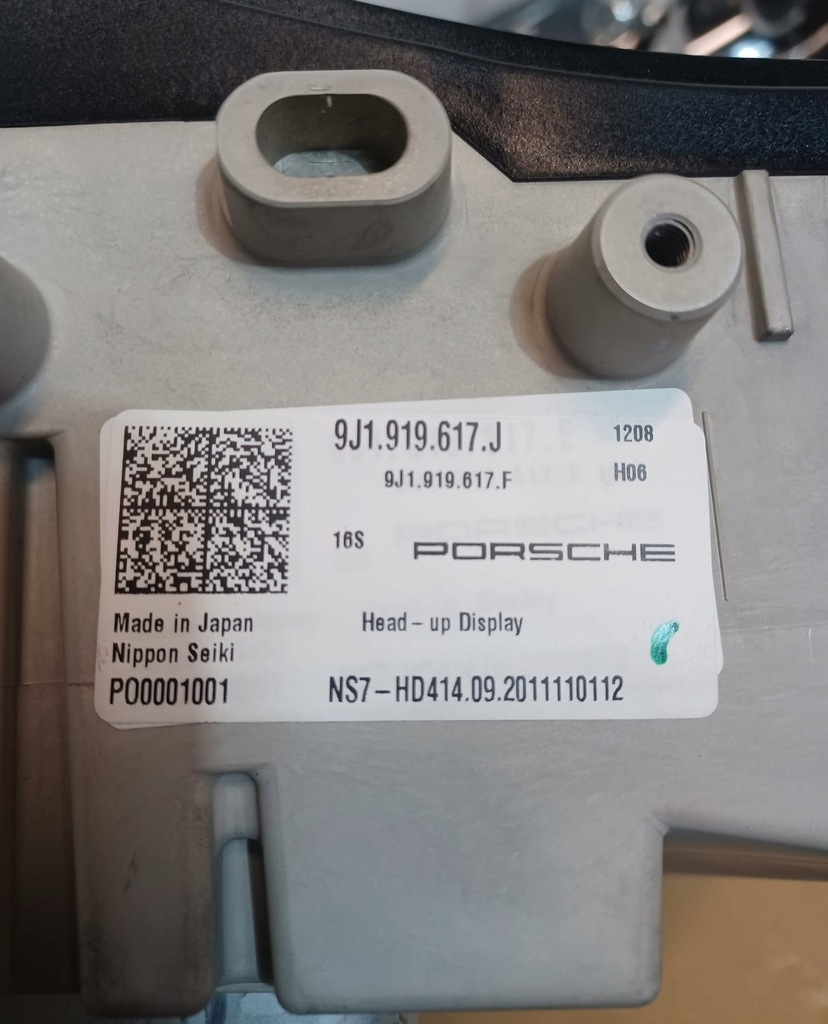 9J1.919.617.J 1208
9J1.919.617.F H06
16S PORSCHE
Made in Japan Head-up Display
Nippon Seiki
PO0001001 NS7-HD414.09.2011110112